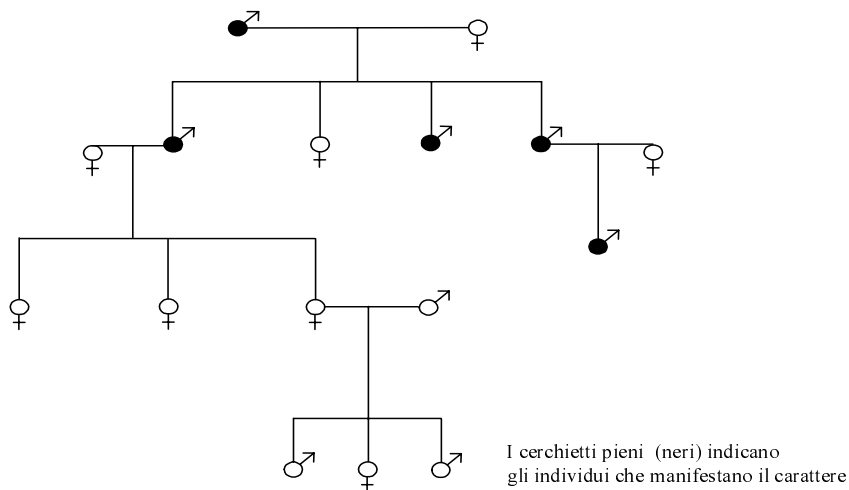 I cerchietti pieni (neri) indicano
gli individui che manifestano il carattere